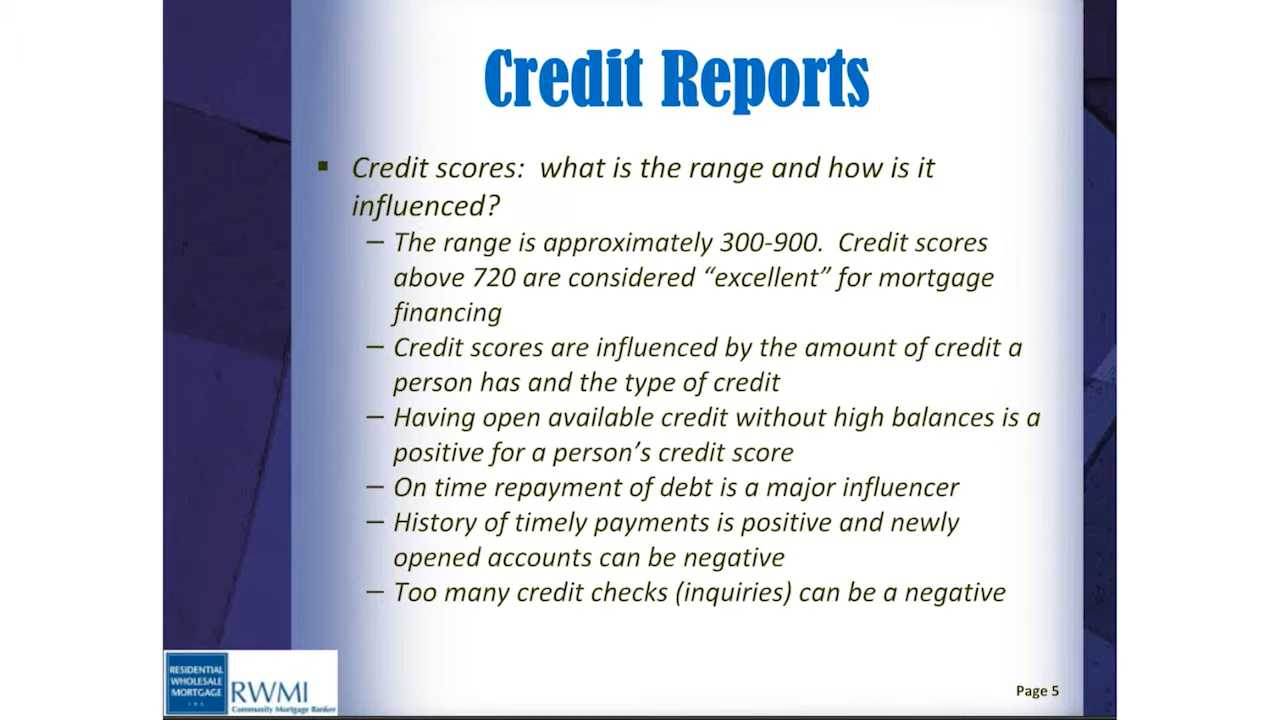 Credit Reports
▪ Credit scores: what is the range and how is it
influenced?
– The range is approximately 300-900. Credit scores
above 720 are considered “excellent” for mortgage
financing
– Credit scores are influenced by the amount of credit a
person has and the type of credit
– Having open available credit without high balances is a
positive for a person’s credit score
– On time repayment of debt is a major influencer
– History of timely payments is positive and newly
opened accounts can be negative
– Too many credit checks (inquiries) can be a negative
RESIDENTIAL
WHOLESALE
MORTGAGE
INC
RWMI
Community Mortgage Banker
Page 5